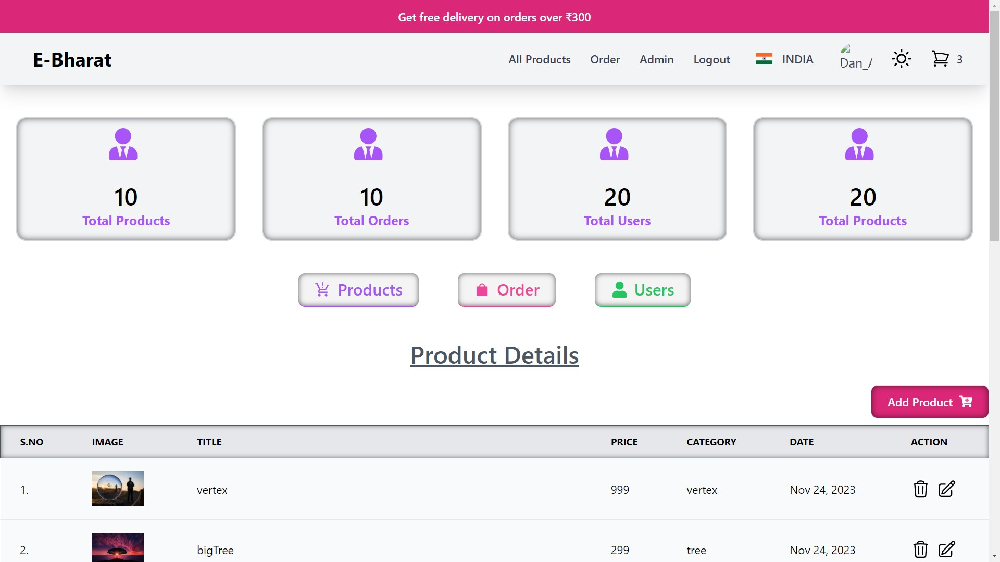 Get free delivery on orders over ₹300
E-Bharat
All Products Order Admin Logout INDIA Dan_A 3
10
Total Products
10
Total Orders
20
Total Users
20
Total Products
Products
Order
Users
Product Details
Add Product
S.NO IMAGE TITLE PRICE CATEGORY DATE ACTION
1. vertex 999 vertex Nov 24, 2023
2. bigTree 299 tree Nov 24, 2023